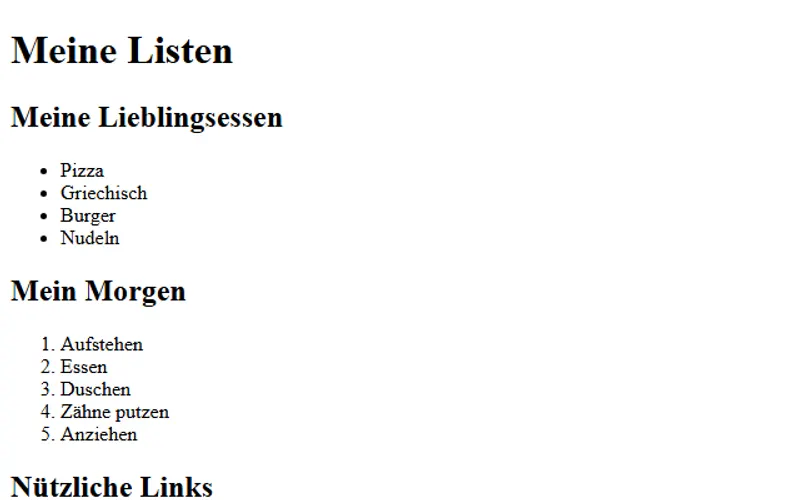 Meine Listen
Meine Lieblingsessen
• Pizza
• Griechisch
• Burger
• Nudeln
Mein Morgen
1. Aufstehen
2. Essen
3. Duschen
4. Zähne putzen
5. Anziehen
Nützliche Links